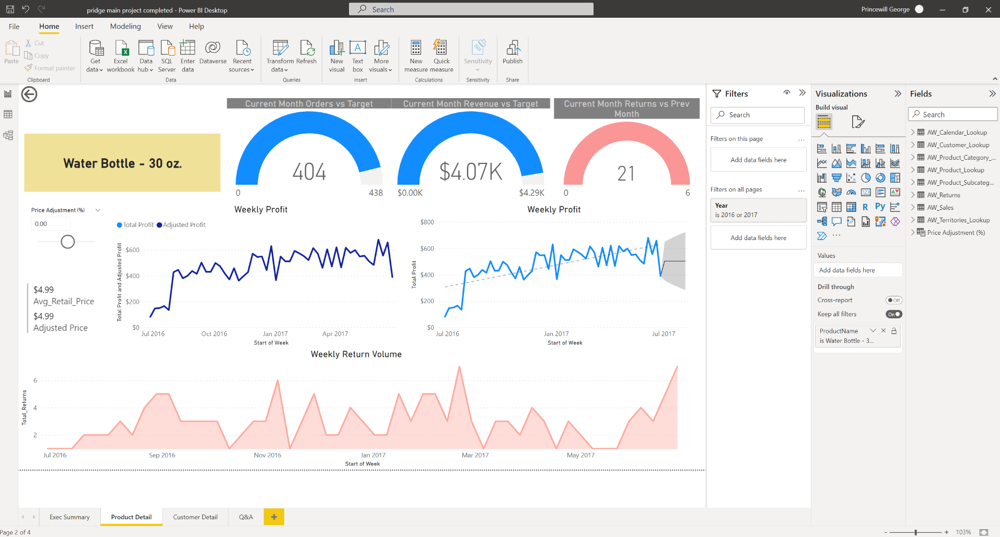 pridge main project completed - Power BI Desktop
Search
Princewill George
File
Home
Insert
Modeling
View
Help
Paste
Cut
Copy
Format painter
Clipboard
Get data
Excel workbook
Data hub
SQL Server
Enter data
Dataverse
Recent sources
Data
Transform data
Refresh
Queries
New visual
Text box
More visuals
Insert
New measure
Quick measure
Calculations
Sensitivity
Sensitivity
Publish
Share
Water Bottle - 30 oz.
Current Month Orders vs Target
404
0
438
Current Month Revenue vs Target
$4.07K
$0.00K
$4.29K
Current Month Returns vs Prev
Month
21
0
6
Price Adjustment (%)
0.00
$4.99
Avg_Retail_Price
$4.99
Adjusted Price
Weekly Profit
Total Profit
Adjusted Profit
Total Profit and Adjusted Profit
$600
$400
$200
$0
Jul 2016
Oct 2016
Jan 2017
Apr 2017
Start of Week
Weekly Profit
Total Profit
$800
$600
$400
$200
$0
Jul 2016
Jan 2017
Jul 2017
Start of Week
Weekly Return Volume
Total_Returns
6
4
2
Jul 2016
Sep 2016
Nov 2016
Jan 2017
Mar 2017
May 2017
Start of Week
Filters
Search
Filters on this page
...
Add data fields here
Filters on all pages
...
Year
is 2016 or 2017
Add data fields here
Visualizations
Build visual
123
R
Py
...
Values
Add data fields here
Drill through
Cross-report
Off
Keep all filters
On
ProductName
is Water Bottle - 3...
Fields
Search
AW_Calendar_Lookup
AW_Customer_Lookup
AW_Product_Category_...
AW_Product_Lookup
AW_Product_Subcateg...
AW_Returns
AW_Sales
AW_Territories_Lookup
Price Adjustment (%)
Exec Summary
Product Detail
Customer Detail
Q&A
+
Page 2 of 4
-
+
103%